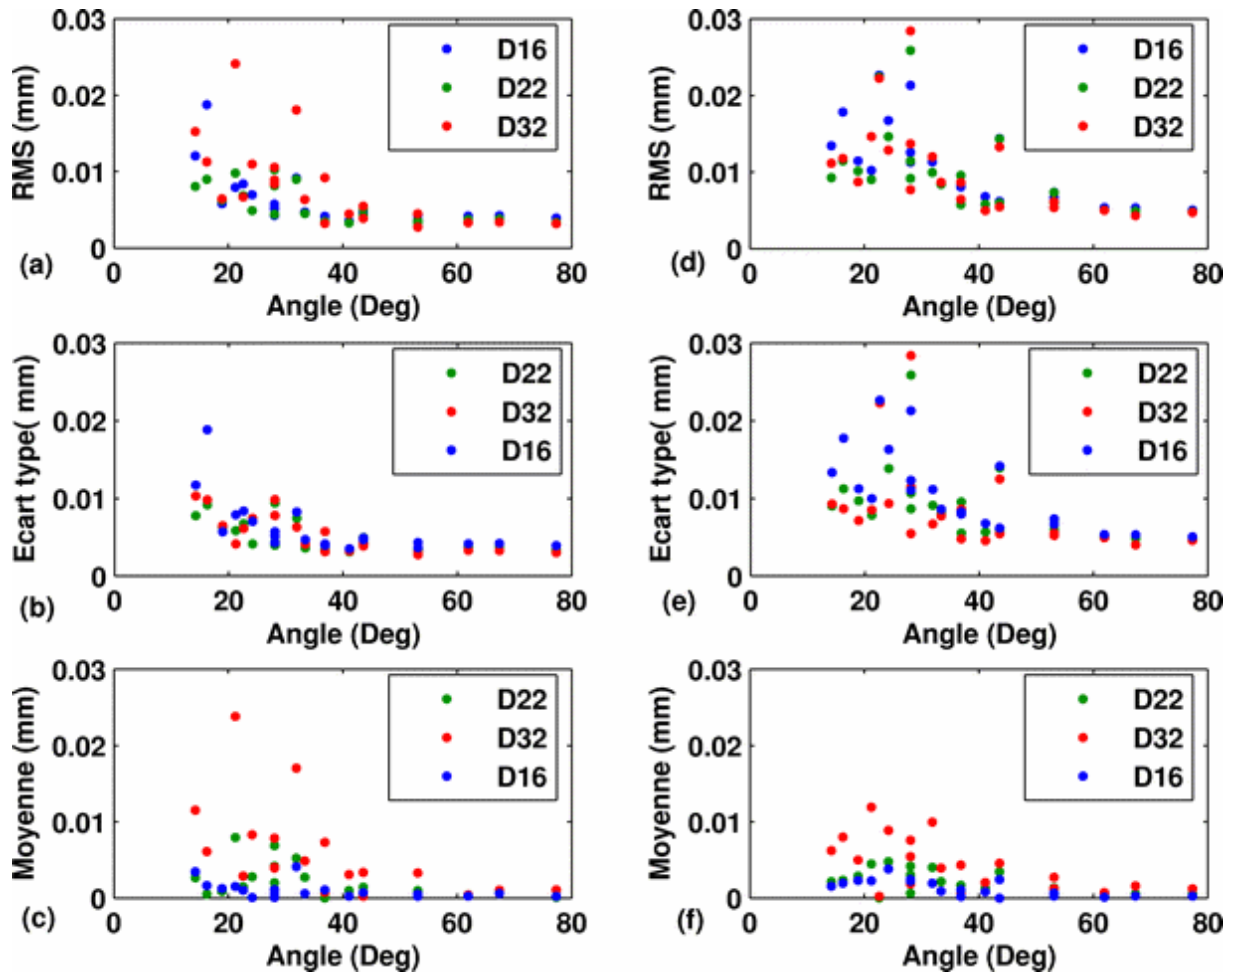 0.03
0.02
0.01
0
RMS (mm)
D16
D22
D32
(a)
0 20 40 60 80
Angle (Deg)
0.03
0.02
0.01
0
RMS (mm)
D16
D22
D32
(d)
0 20 40 60 80
Angle (Deg)
0.03
0.02
0.01
0
Ecart type( mm)
D22
D32
D16
(b)
0 20 40 60 80
Angle (Deg)
0.03
0.02
0.01
0
Ecart type( mm)
D22
D32
D16
(e)
0 20 40 60 80
Angle (Deg)
0.03
0.02
0.01
0
Moyenne (mm)
D22
D32
D16
(c)
0 20 40 60 80
Angle (Deg)
0.03
0.02
0.01
0
Moyenne (mm)
D22
D32
D16
(f)
0 20 40 60 80
Angle (Deg)